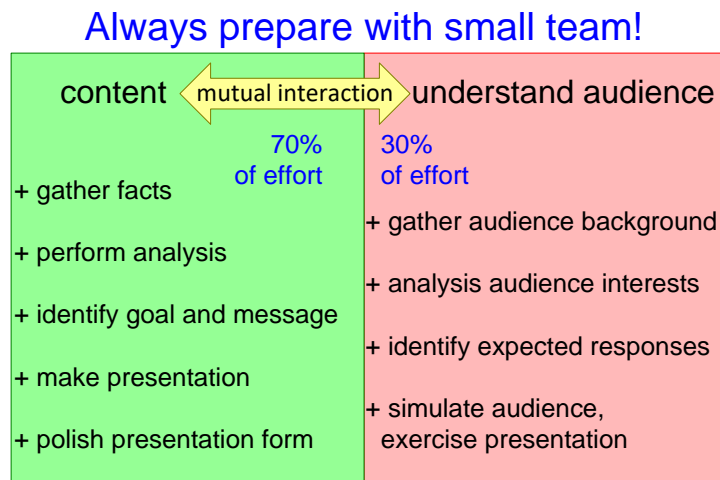 Always prepare with small team!
content
mutual interaction
understand audience
70%
of effort
+ gather facts
+ perform analysis
+ identify goal and message
+ make presentation
+ polish presentation form
30%
of effort
+ gather audience background
+ analysis audience interests
+ identify expected responses
+ simulate audience,
exercise presentation